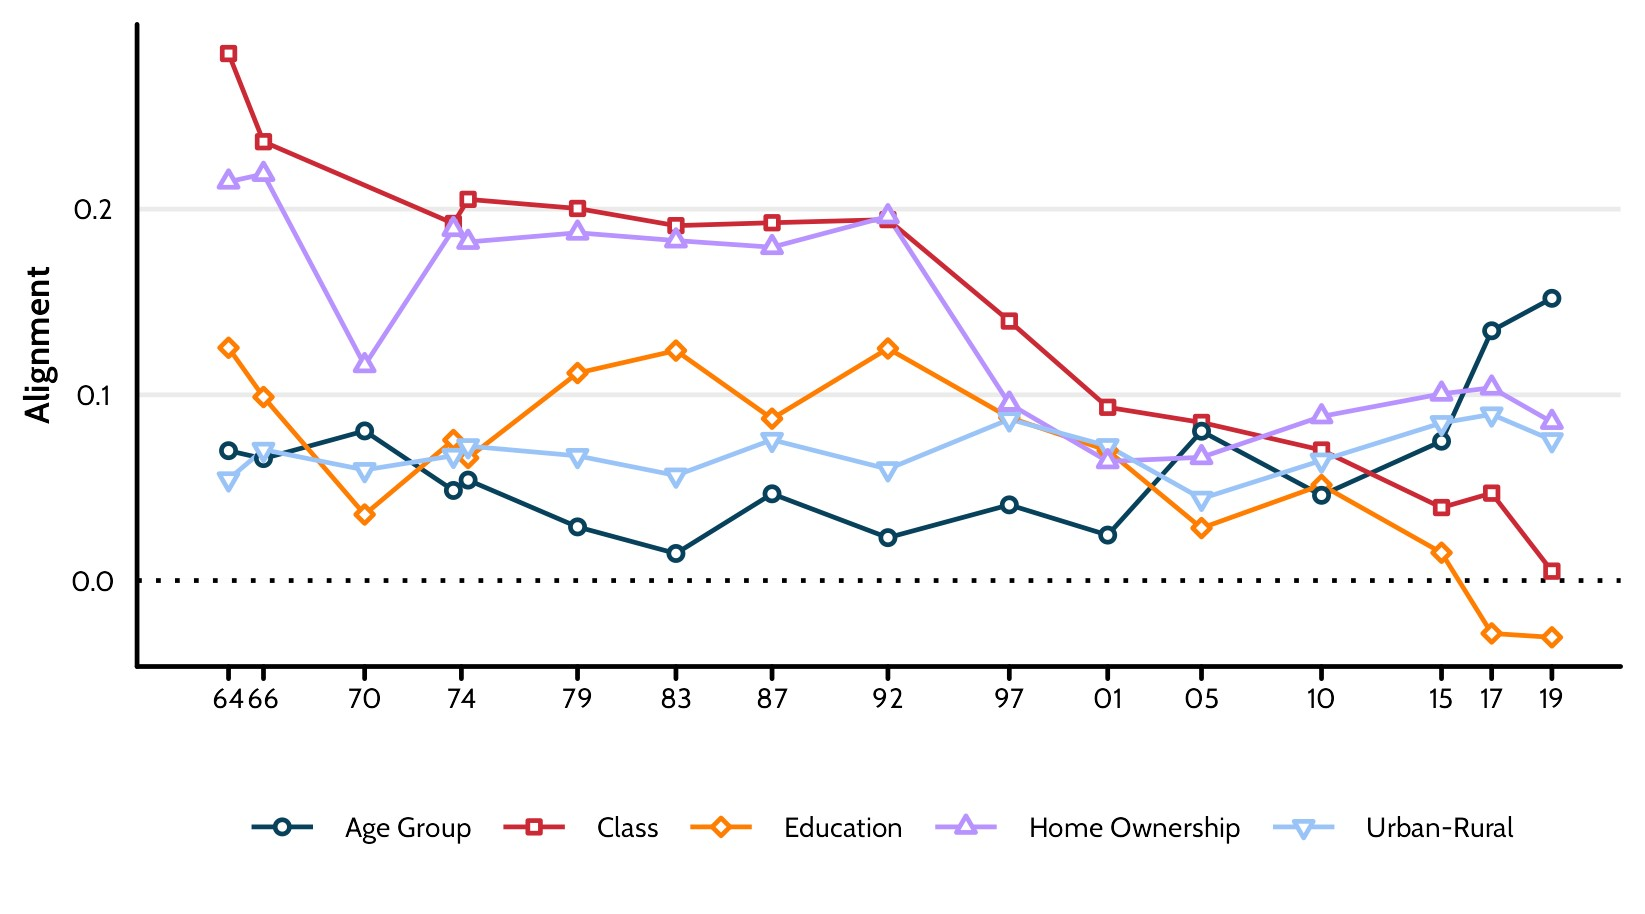 0.2
0.1
0.0
Alignment
64 66 70 74 79 83 87 92 97 01 05 10 15 17 19
Age Group Class Education Home Ownership Urban-Rural